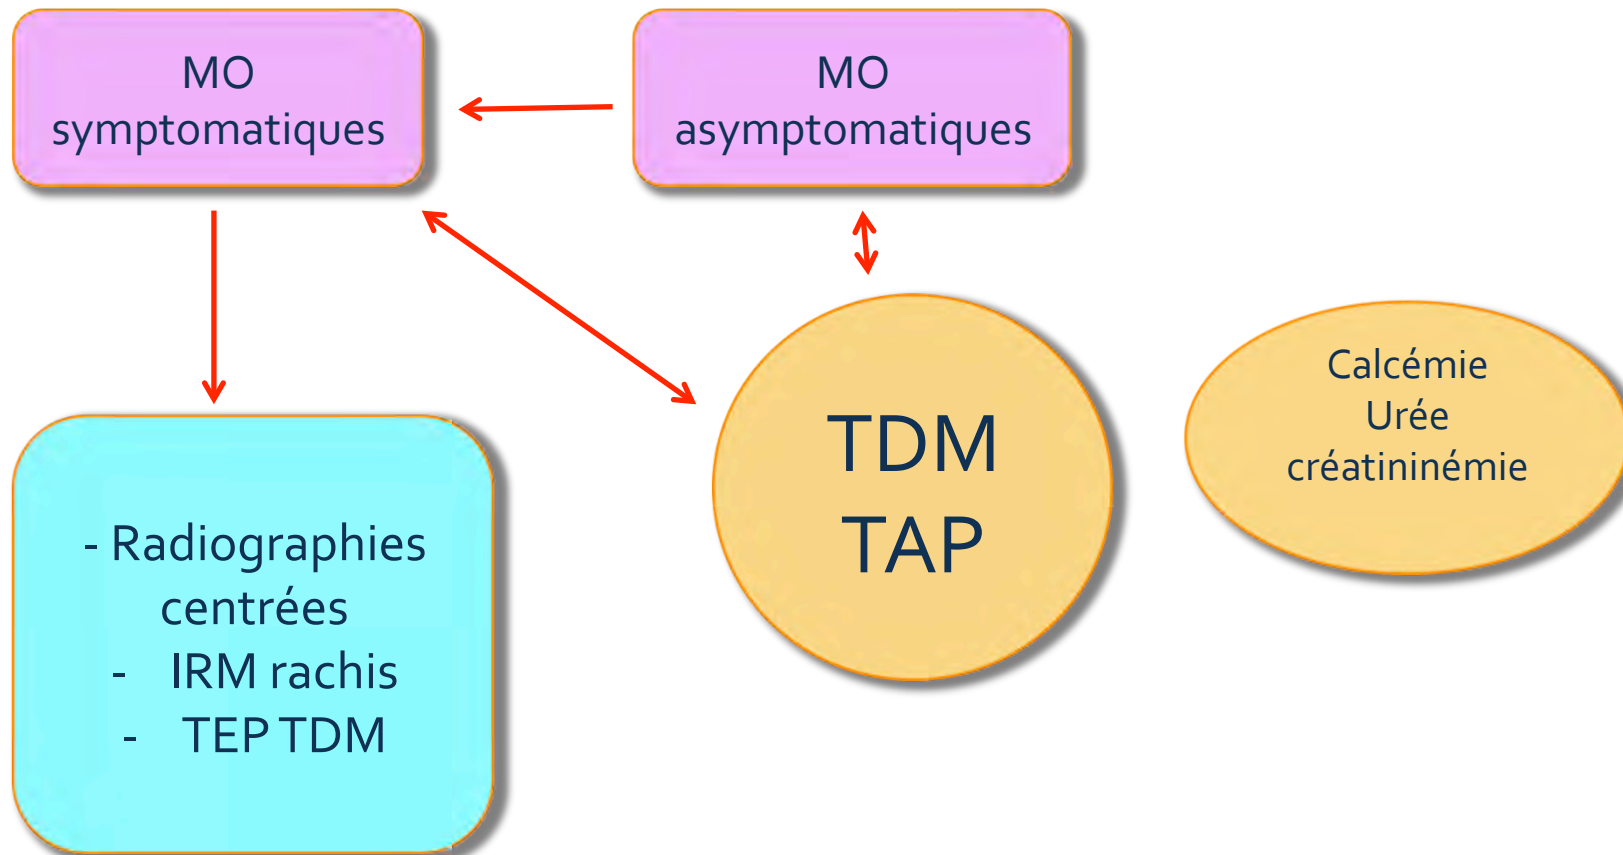 MO
symptomatiques
MO
asymptomatiques
TDM
TAP
Calcémie
Urée
créatininémie
- Radiographies
centrées
- IRM rachis
- TEP TDM